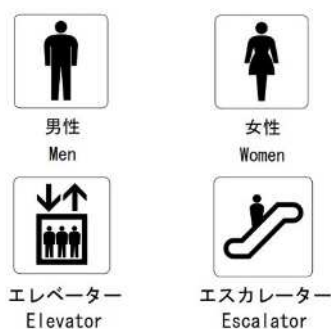 男性
Men
女性
Women
エレベーター
Elevator
エスカレーター
Escalator